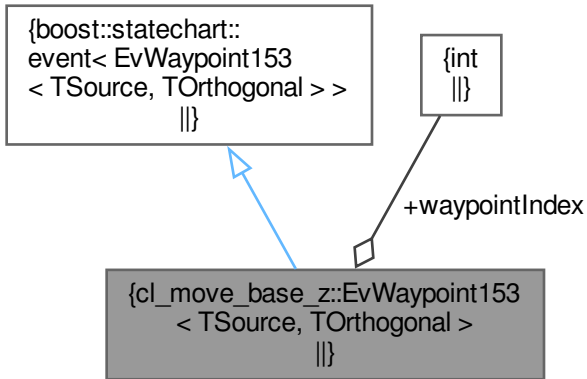 {boost::statechart::
event< EvWaypoint153
< TSource, TOrthogonal > >
||}
{int
||}
+waypointIndex
{cl_move_base_z::EvWaypoint153
< TSource, TOrthogonal >
||}